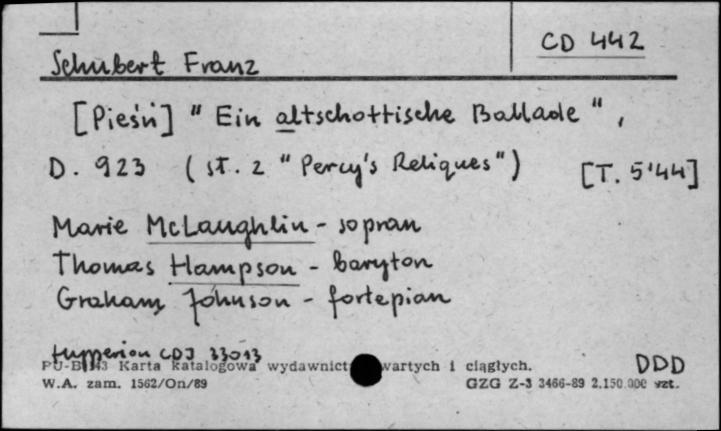 CD 442
Schubert Franz
[Pieśń] " Ein altschottische Ballade ",
D. 923 (sł. z "Percy's Reliques") [T. 5'44]
Marie McLaughlin - sopran
Thomas Hampson - baryton
Graham Johnson - fortepian
Hyperion CDJ 33013 DDD
Karta katalogowa wydawnict wartych i ciągłych.
W.A. zam. 1562/On/89 GZG Z-3 3466-89 2.150.000 szt.